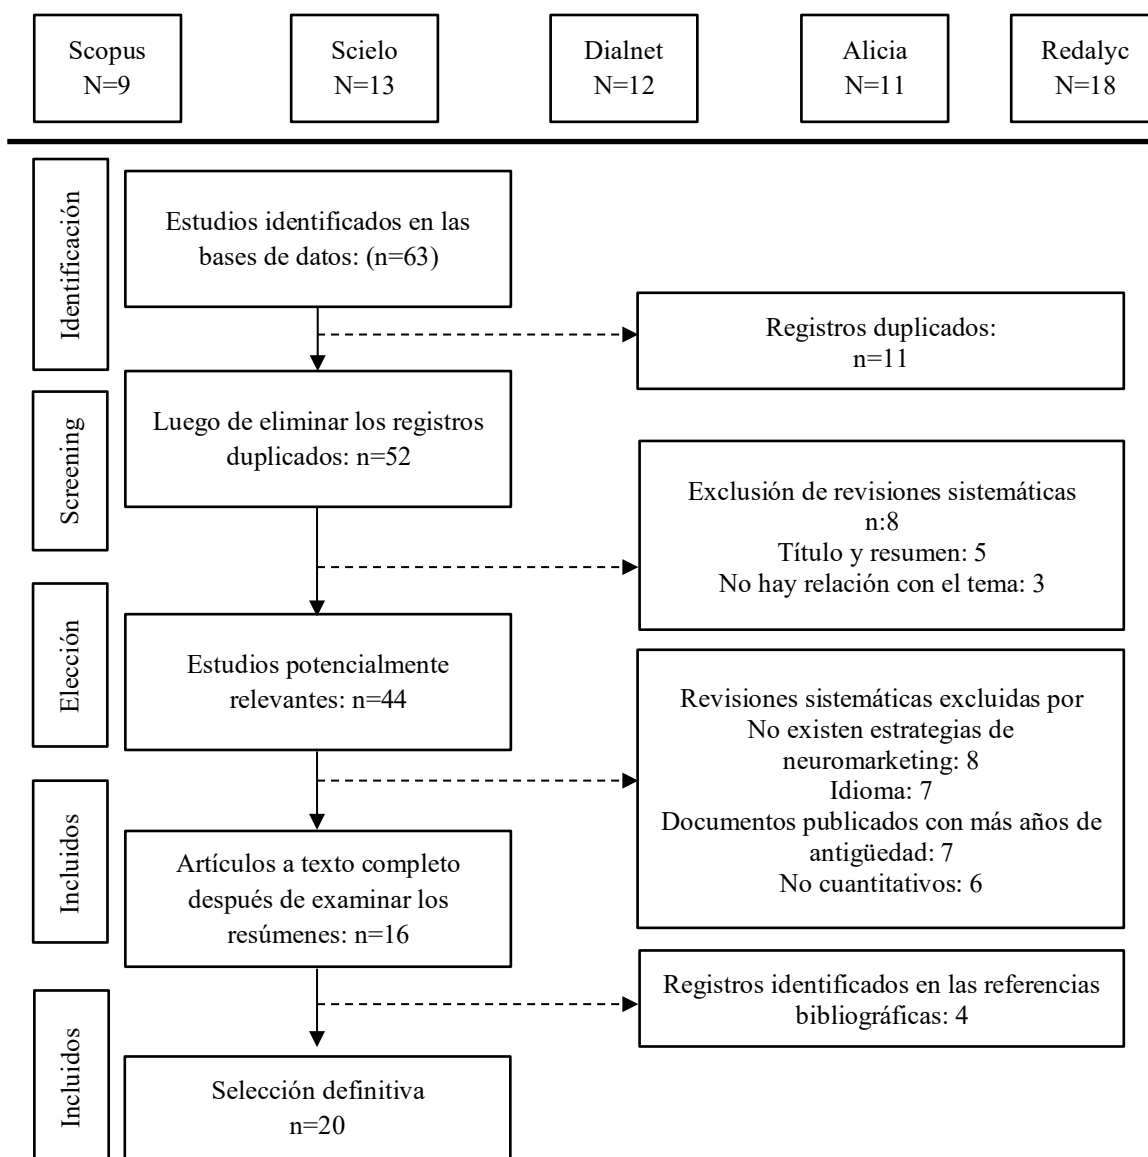 Scopus
N=9
Scielo
N=13
Dialnet
N=12
Alicia
N=11
Redalyc
N=18
Identificación
Estudios identificados en las
bases de datos: (n=63)
Registros duplicados:
n=11
Screening
Luego de eliminar los registros
duplicados: n=52
Exclusión de revisiones sistemáticas
n:8
Título y resumen: 5
No hay relación con el tema: 3
Elección
Estudios potencialmente
relevantes: n=44
Revisiones sistemáticas excluidas por
No existen estrategias de
neuromarketing: 8
Idioma: 7
Documentos publicados con más años de
antigüedad: 7
No cuantitativos: 6
Incluidos
Artículos a texto completo
después de examinar los
resúmenes: n=16
Registros identificados en las referencias
bibliográficas: 4
Incluidos
Selección definitiva
n=20